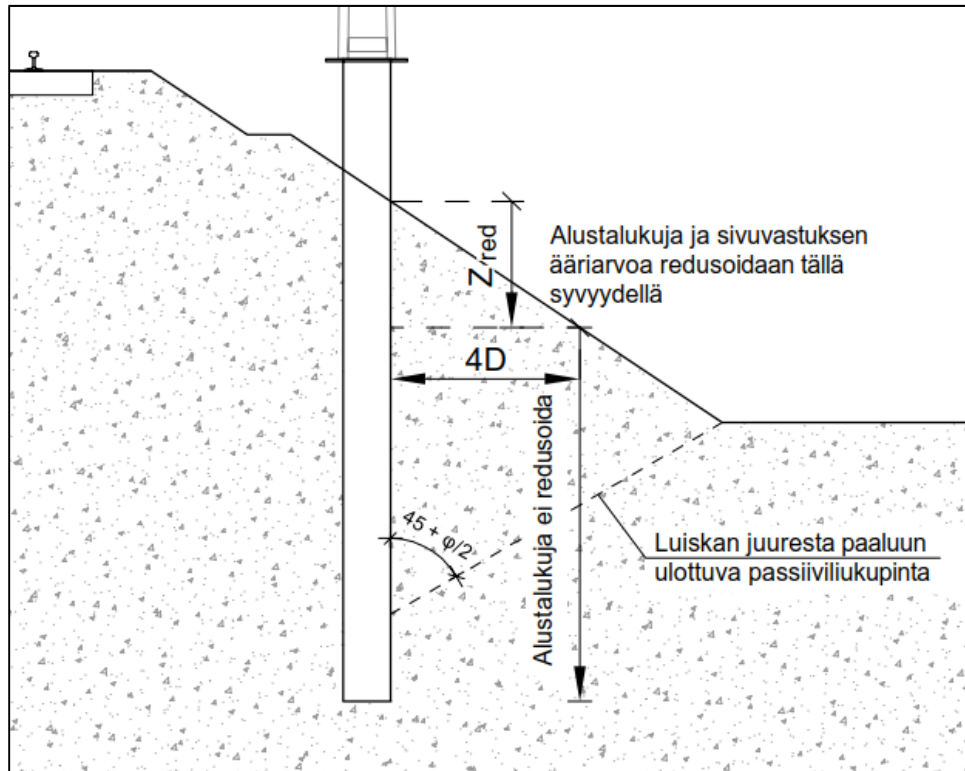 Z,red
Alustalukuja ja sivuvastuksen
ääriarvoa redusoidaan tällä
syvyydellä
4D
Alustalukuja ei redusoida
45 + φ/2
Luiskan juuresta paaluun
ulottuva passiiviliukupinta